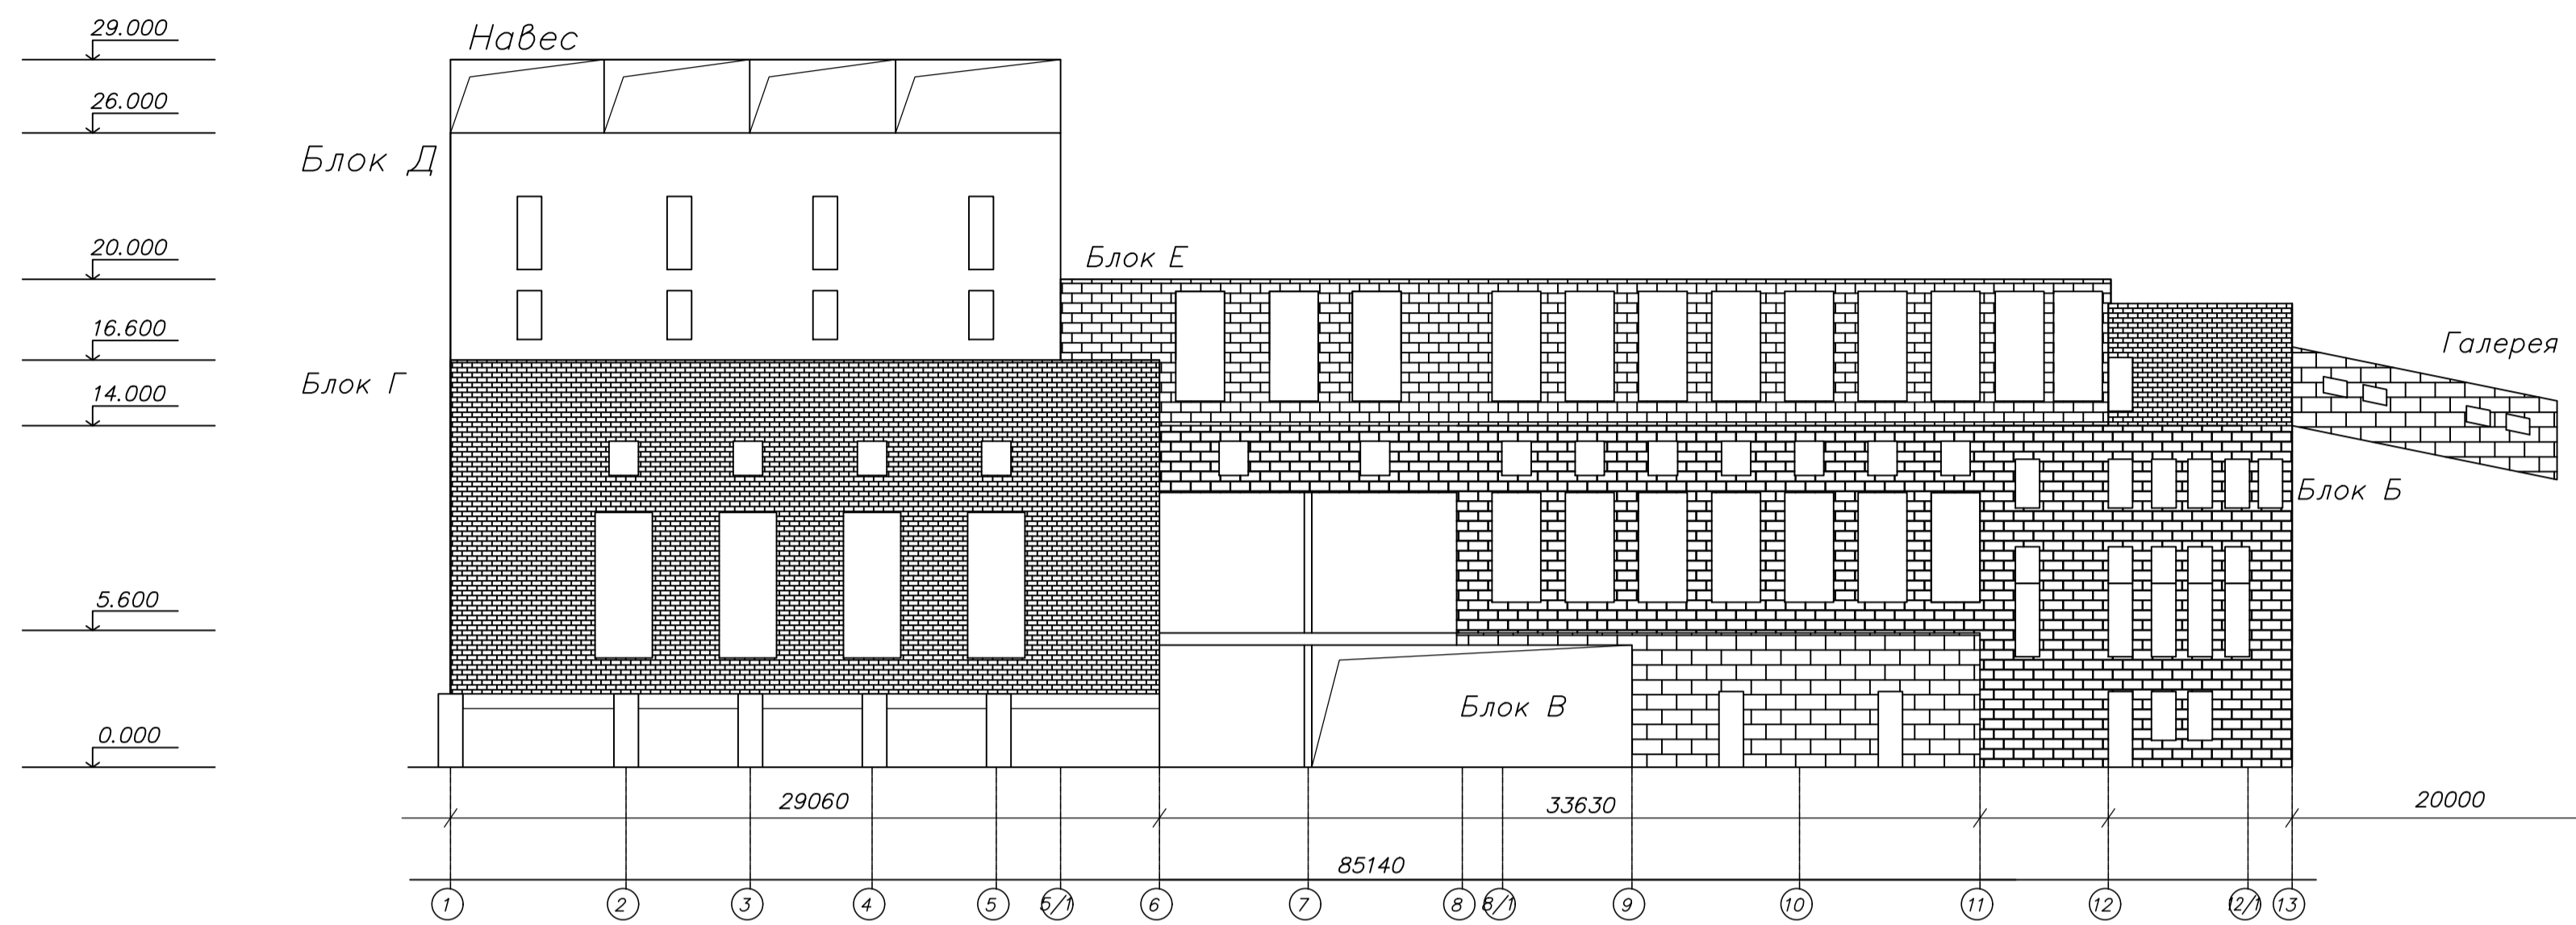 29.000
Навес
26.000
Блок Д
20.000
Блок Е
16.600
Галерея
Блок Г
14.000
Блок Б
5.600
Блок В
0.000
29060
33630
20000
85140
1 2 3 4 5 5/1 6 7 8 8/1 9 10 11 12 12/1 13